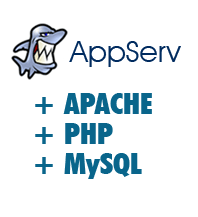 AppServ
+ APACHE
+ PHP
+ MySQL